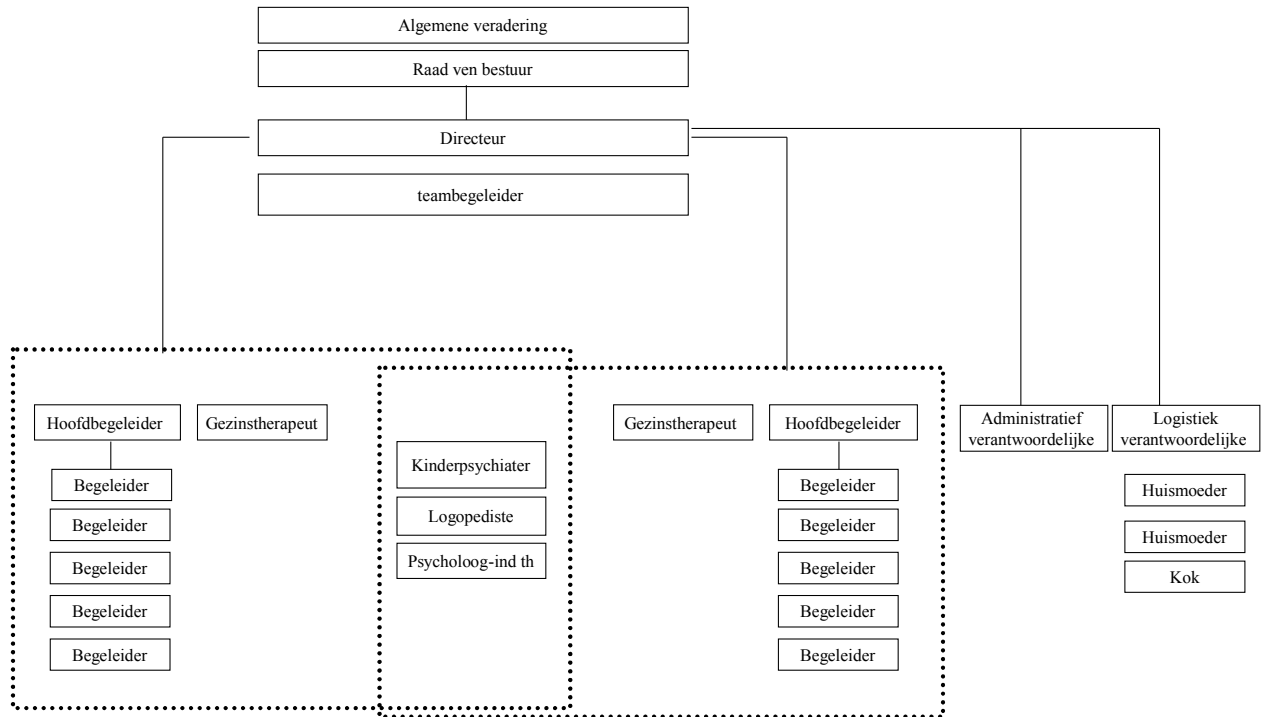 Algemene veradering
Raad ven bestuur
Directeur
teambegeleider
Hoofdbegeleider
Gezinstherapeut
Begeleider
Begeleider
Begeleider
Begeleider
Begeleider
Kinderpsychiater
Logopediste
Psycholoog-ind th
Gezinstherapeut
Hoofdbegeleider
Begeleider
Begeleider
Begeleider
Begeleider
Begeleider
Administratief
verantwoordelijke
Logistiek
verantwoordelijke
Huismoeder
Huismoeder
Kok